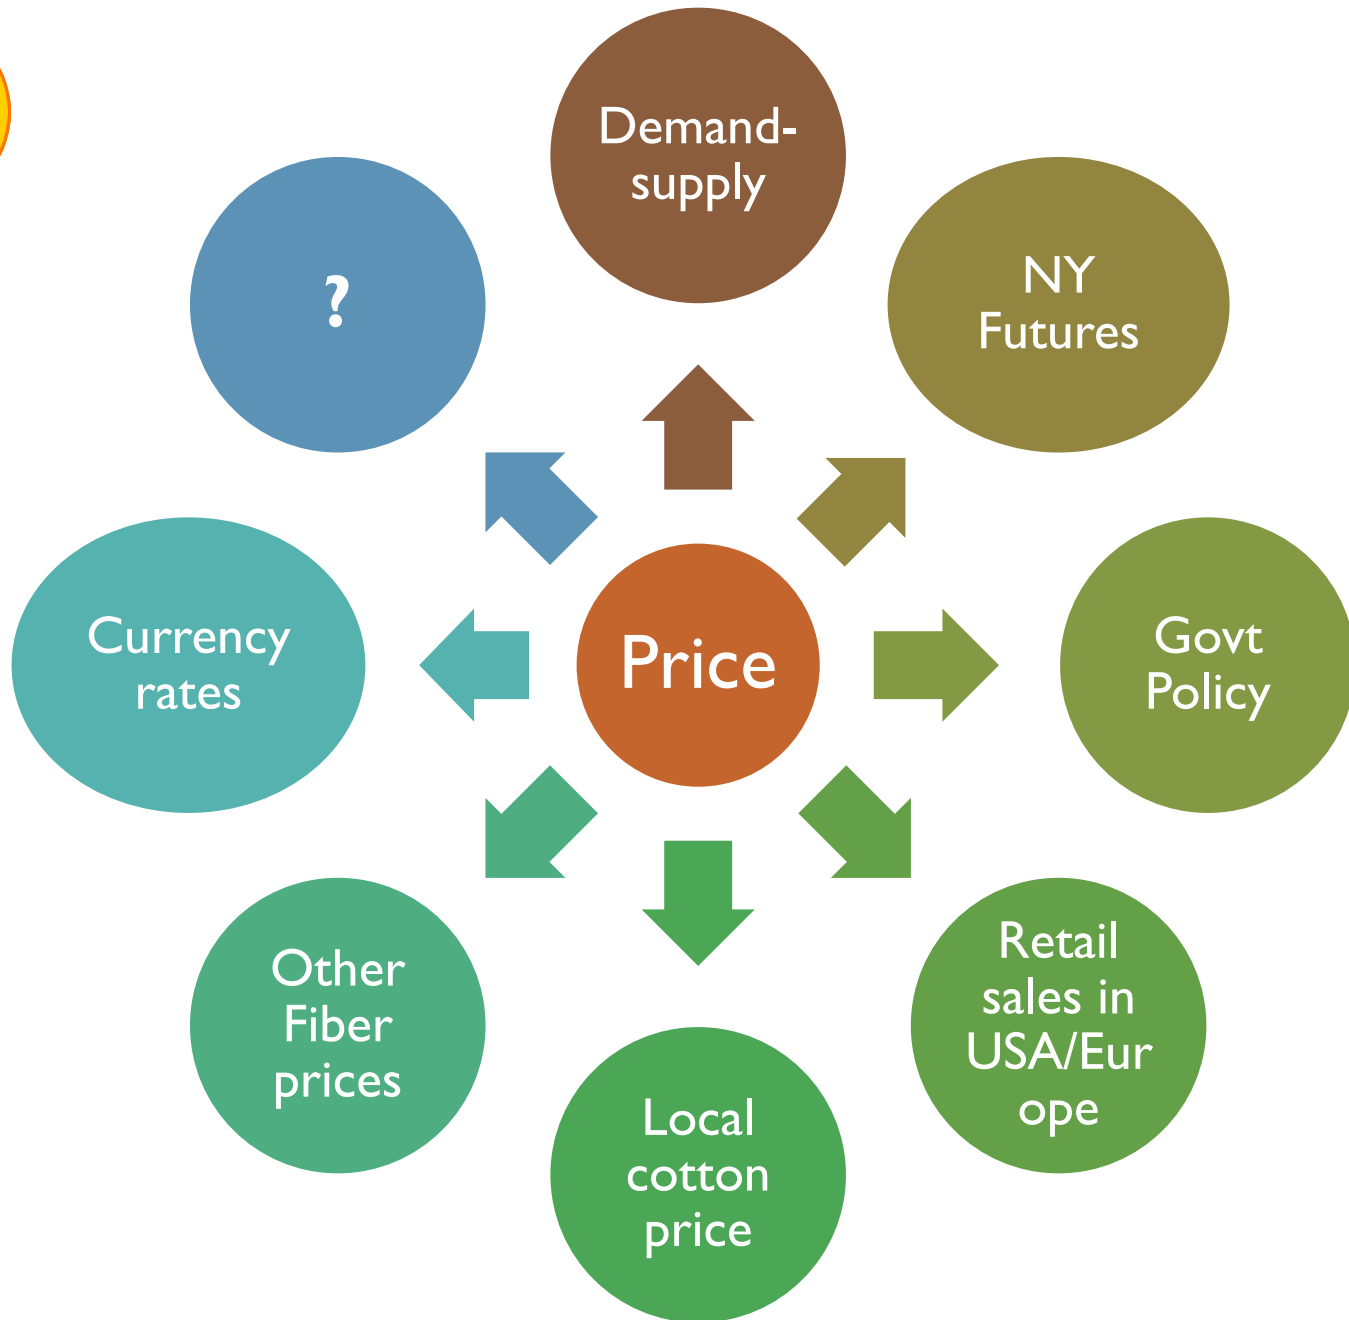 Demand-
supply
NY
Futures
Govt
Policy
Retail
sales in
USA/Eur
ope
Local
cotton
price
Other
Fiber
prices
Currency
rates
?
Price